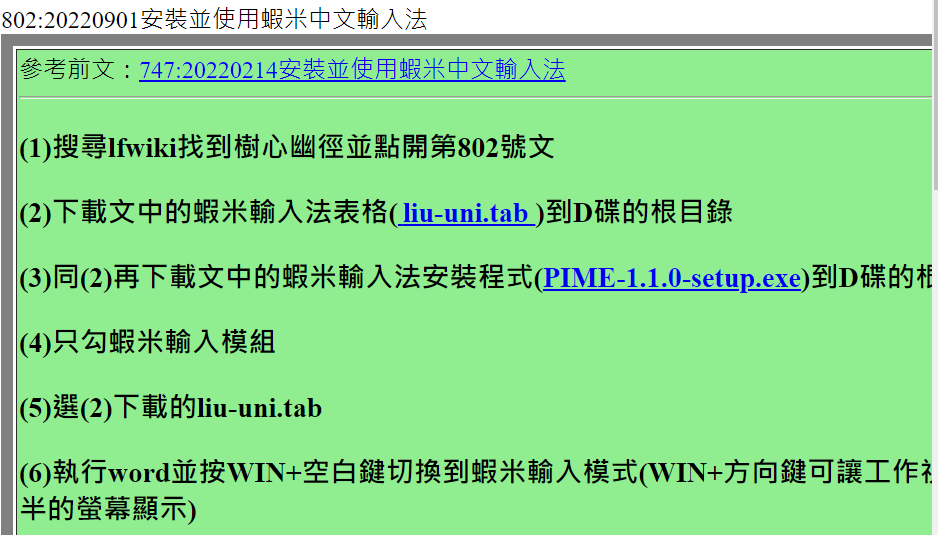 802:20220901安裝並使用蝦米中文輸入法
參考前文：747:20220214安裝並使用蝦米中文輸入法
(1)搜尋lfwiki找到樹心幽徑並點開第802號文
(2)下載文中的蝦米輸入法表格( liu-uni.tab )到D碟的根目錄
(3)同(2)再下載文中的蝦米輸入法安裝程式(PIME-1.1.0-setup.exe)到D碟的
(4)只勾蝦米輸入模組
(5)選(2)下載的liu-uni.tab
(6)執行word並按WIN+空白鍵切換到蝦米輸入模式(WIN+方向鍵可讓工作
半的螢幕顯示)